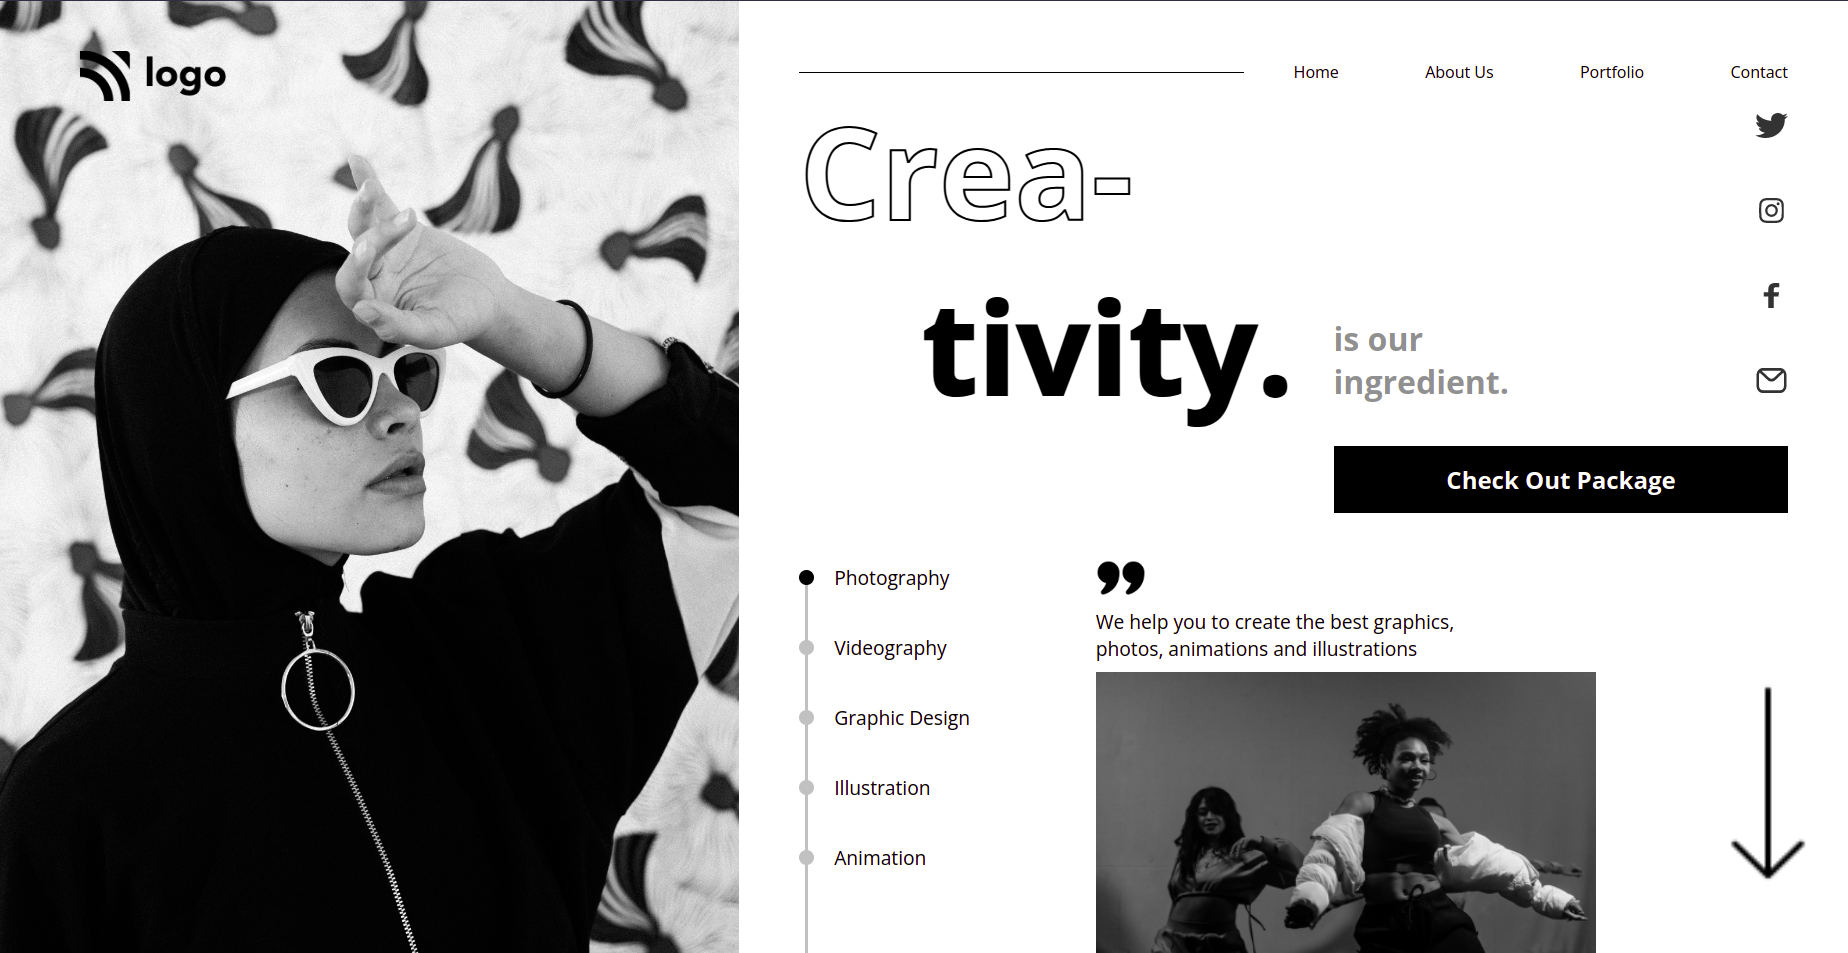 logo
Home About Us Portfolio Contact
Crea-
tivity.
is our
ingredient.
Check Out Package
Photography
Videography
Graphic Design
Illustration
Animation
We help you to create the best graphics,
photos, animations and illustrations